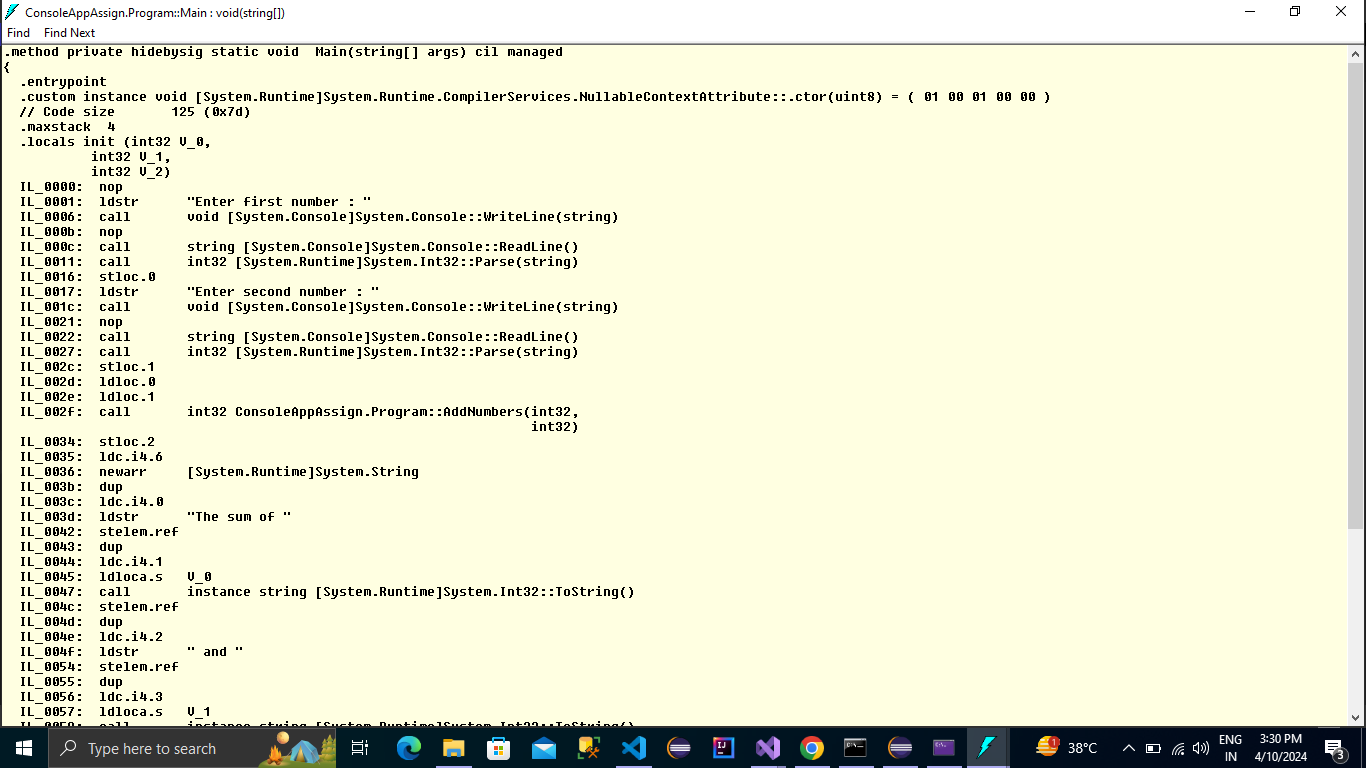 ConsoleAppAssign.Program::Main : void(string[])
Find Find Next
.method private hidebysig static void  Main(string[] args) cil managed
{
  .entrypoint
  .custom instance void [System.Runtime]System.Runtime.CompilerServices.NullableContextAttribute::.ctor(uint8) = ( 01 00 01 00 00 )
  // Code size       125 (0x7d)
  .maxstack  4
  .locals init (int32 V_0,
           int32 V_1,
           int32 V_2)
  IL_0000:  nop
  IL_0001:  ldstr      "Enter first number : "
  IL_0006:  call       void [System.Console]System.Console::WriteLine(string)
  IL_000b:  nop
  IL_000c:  call       string [System.Console]System.Console::ReadLine()
  IL_0011:  call       int32 [System.Runtime]System.Int32::Parse(string)
  IL_0016:  stloc.0
  IL_0017:  ldstr      "Enter second number : "
  IL_001c:  call       void [System.Console]System.Console::WriteLine(string)
  IL_0021:  nop
  IL_0022:  call       string [System.Console]System.Console::ReadLine()
  IL_0027:  call       int32 [System.Runtime]System.Int32::Parse(string)
  IL_002c:  stloc.1
  IL_002d:  ldloc.0
  IL_002e:  ldloc.1
  IL_002f:  call       int32 ConsoleAppAssign.Program::AddNumbers(int32,
                                                                  int32)
  IL_0034:  stloc.2
  IL_0035:  ldc.i4.6
  IL_0036:  newarr     [System.Runtime]System.String
  IL_003b:  dup
  IL_003c:  ldc.i4.0
  IL_003d:  ldstr      "The sum of "
  IL_0042:  stelem.ref
  IL_0043:  dup
  IL_0044:  ldc.i4.1
  IL_0045:  ldloca.s   V_0
  IL_0047:  call       instance string [System.Runtime]System.Int32::ToString()
  IL_004c:  stelem.ref
  IL_004d:  dup
  IL_004e:  ldc.i4.2
  IL_004f:  ldstr      " and "
  IL_0054:  stelem.ref
  IL_0055:  dup
  IL_0056:  ldc.i4.3
  IL_0057:  ldloca.s   V_1
Type here to search
1
38°C
ENG
IN
3:30 PM
4/10/2024
3